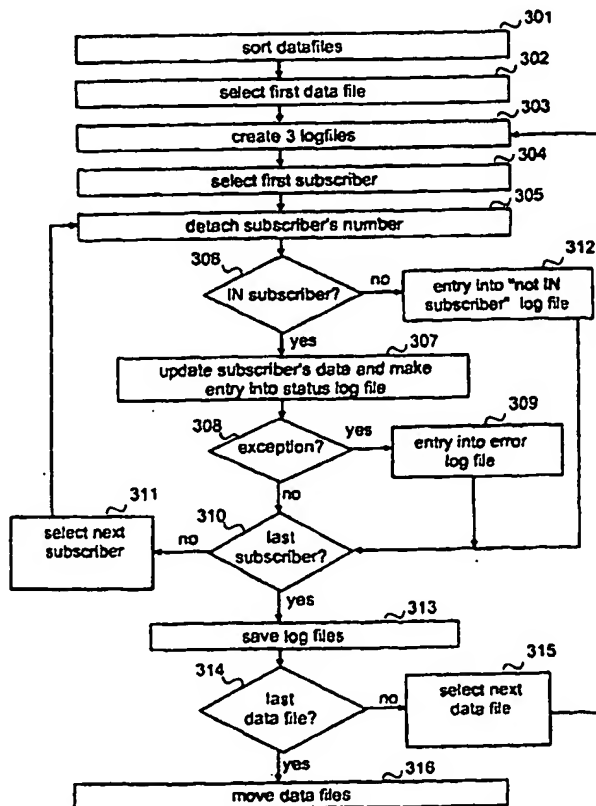 301
sort datafiles
302
select first data file
303
create 3 logfiles
304
select first subscriber
305
detach subscriber's number
306
IN subscriber?
no
312
entry into "not IN
subscriber" log file
yes
307
update subscriber's data and make
entry into status log file
308
exception?
yes
309
entry into error
log file
no
310
last
subscriber?
no
311
select next
subscriber
yes
313
save log files
314
last
data file?
no
315
select next
data file
yes
316
move data files